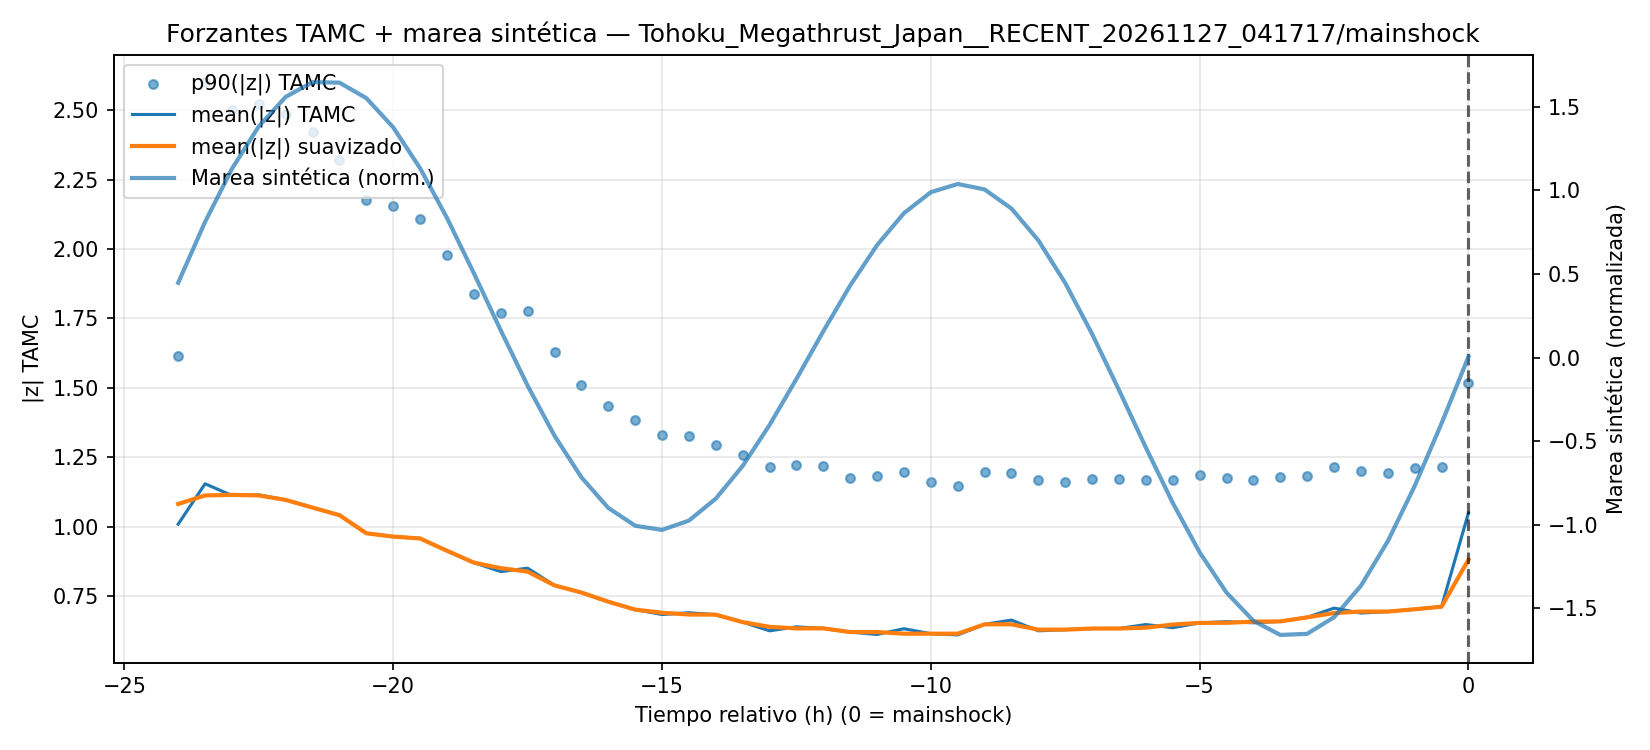 Forzantes TAMC + marea sintética — Tohoku_Megathrust_Japan__RECENT_20261127_041717/mainshock
p90(|z|) TAMC
mean(|z|) TAMC
mean(|z|) suavizado
Marea sintética (norm.)
|z| TAMC
2.50
2.25
2.00
1.75
1.50
1.25
1.00
0.75
1.5
1.0
0.5
0.0
−0.5
−1.0
−1.5
Marea sintética (normalizada)
−25
−20
−15
−10
−5
0
Tiempo relativo (h) (0 = mainshock)